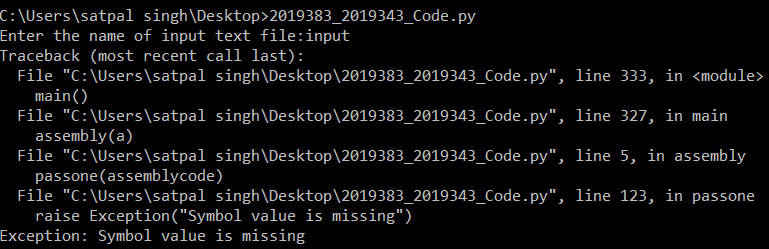 C:\Users\satpal singh\Desktop>2019383_2019343_Code.py
Enter the name of input text file:input
Traceback (most recent call last):
  File "C:\Users\satpal singh\Desktop\2019383_2019343_Code.py", line 333, in <module>
    main()
  File "C:\Users\satpal singh\Desktop\2019383_2019343_Code.py", line 327, in main
    assembly(a)
  File "C:\Users\satpal singh\Desktop\2019383_2019343_Code.py", line 5, in assembly
    passone(assemblycode)
  File "C:\Users\satpal singh\Desktop\2019383_2019343_Code.py", line 123, in passone
    raise Exception("Symbol value is missing")
Exception: Symbol value is missing